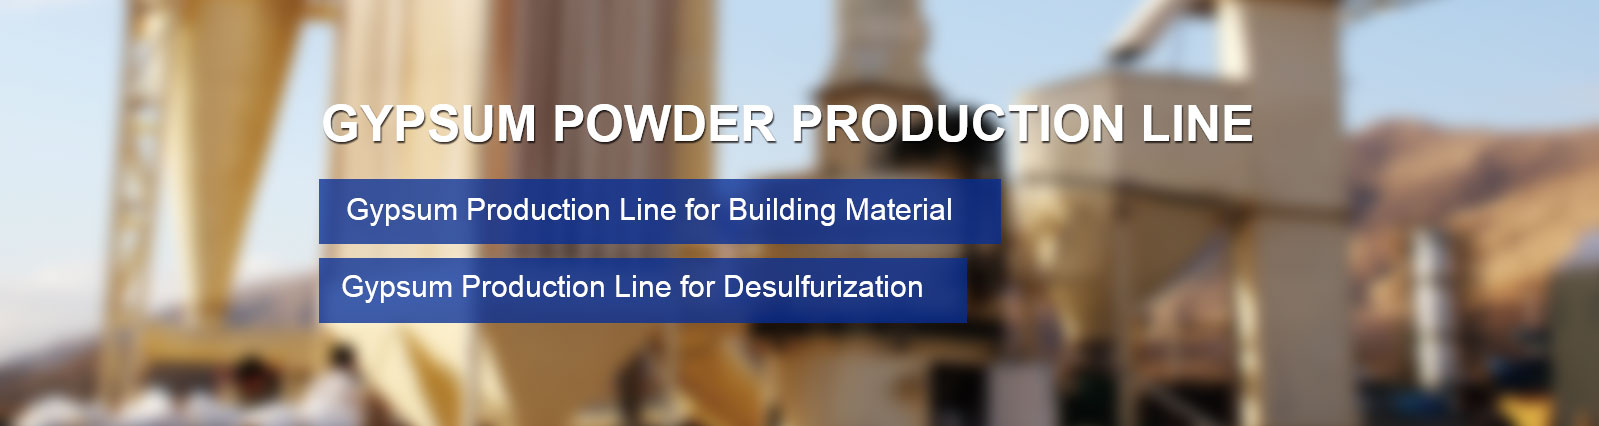 GYPSUM POWDER PRODUCTION LINE
Gypsum Production Line for Building Material
Gypsum Production Line for Desulfurization